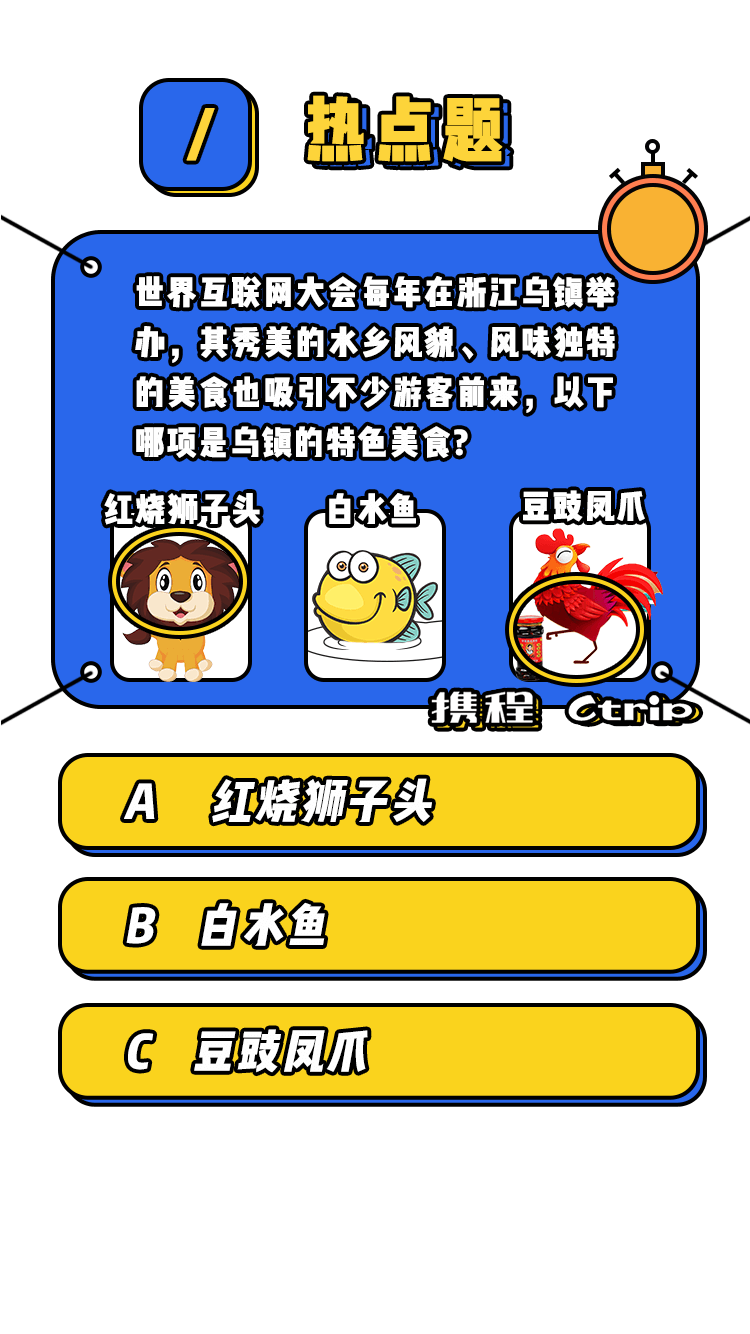 / 热点题
世界互联网大会每年在浙江乌镇举
办，其秀美的水乡风貌、风味独特
的美食也吸引不少游客前来，以下
哪项是乌镇的特色美食？
红烧狮子头 白水鱼 豆豉凤爪
携程 Ctrip
A 红烧狮子头
B 白水鱼
C 豆豉凤爪